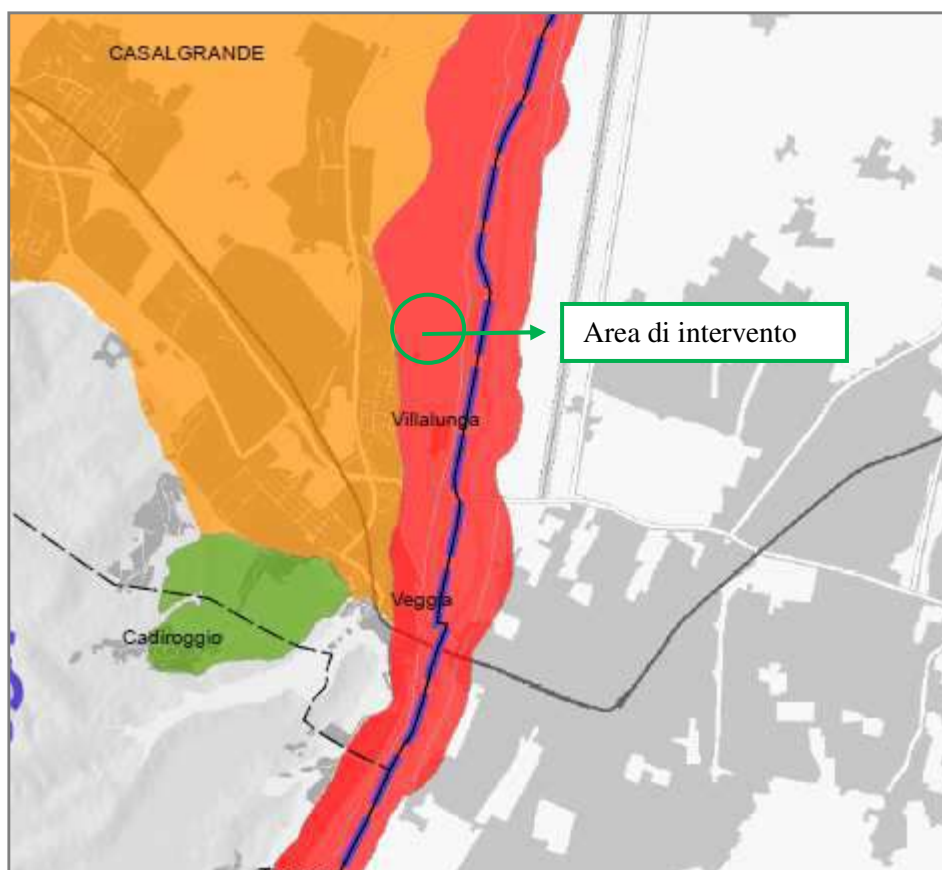 CASALGRANDE
Area di intervento
Villalunga
Veggia
Cadiroggio